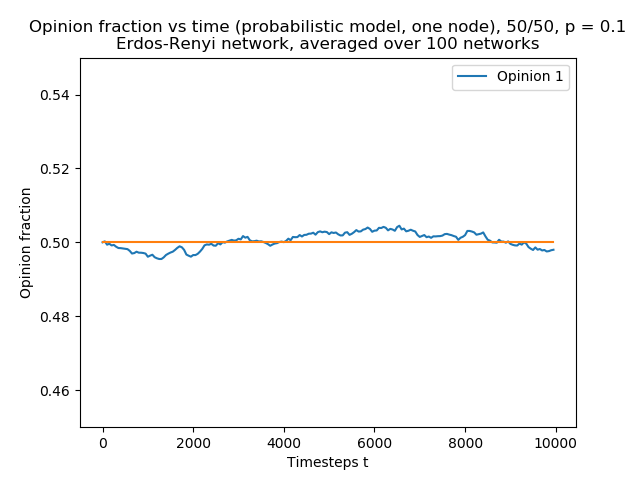 Opinion fraction vs time (probabilistic model, one node), 50/50, p = 0.1
Erdos-Renyi network, averaged over 100 networks
Opinion 1
0.54
0.52
0.50
0.48
0.46
Opinion fraction
0 2000 4000 6000 8000 10000
Timesteps t